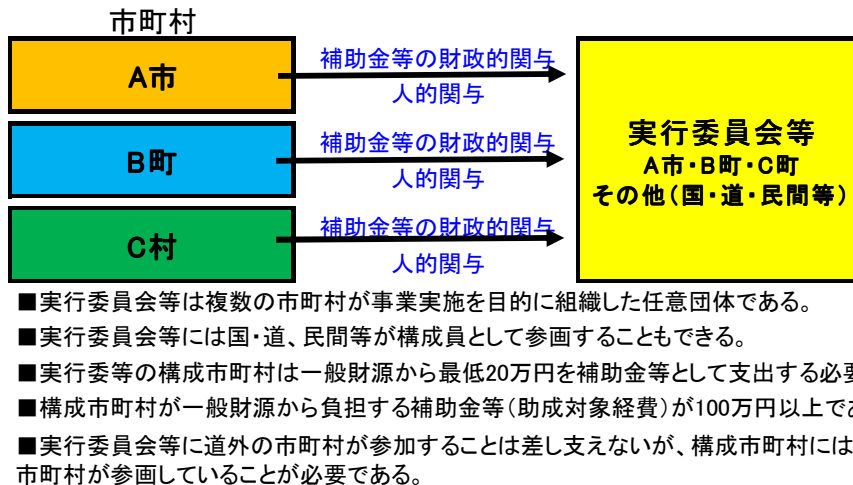 市町村
A市
補助金等の財政的関与
人的関与
B町
補助金等の財政的関与
人的関与
C村
補助金等の財政的関与
人的関与
実行委員会等
A市・B町・C町
その他(国・道・民間等)
■実行委員会等は複数の市町村が事業実施を目的に組織した任意団体である。
■実行委員会等には国・道、民間等が構成員として参画することもできる。
■実行委等の構成市町村は一般財源から最低20万円を補助金等として支出する必要
■構成市町村が一般財源から負担する補助金等(助成対象経費)が100万円以上であ
■実行委員会等に道外の市町村が参加することは差し支えないが、構成市町村には
市町村が参画していることが必要である。